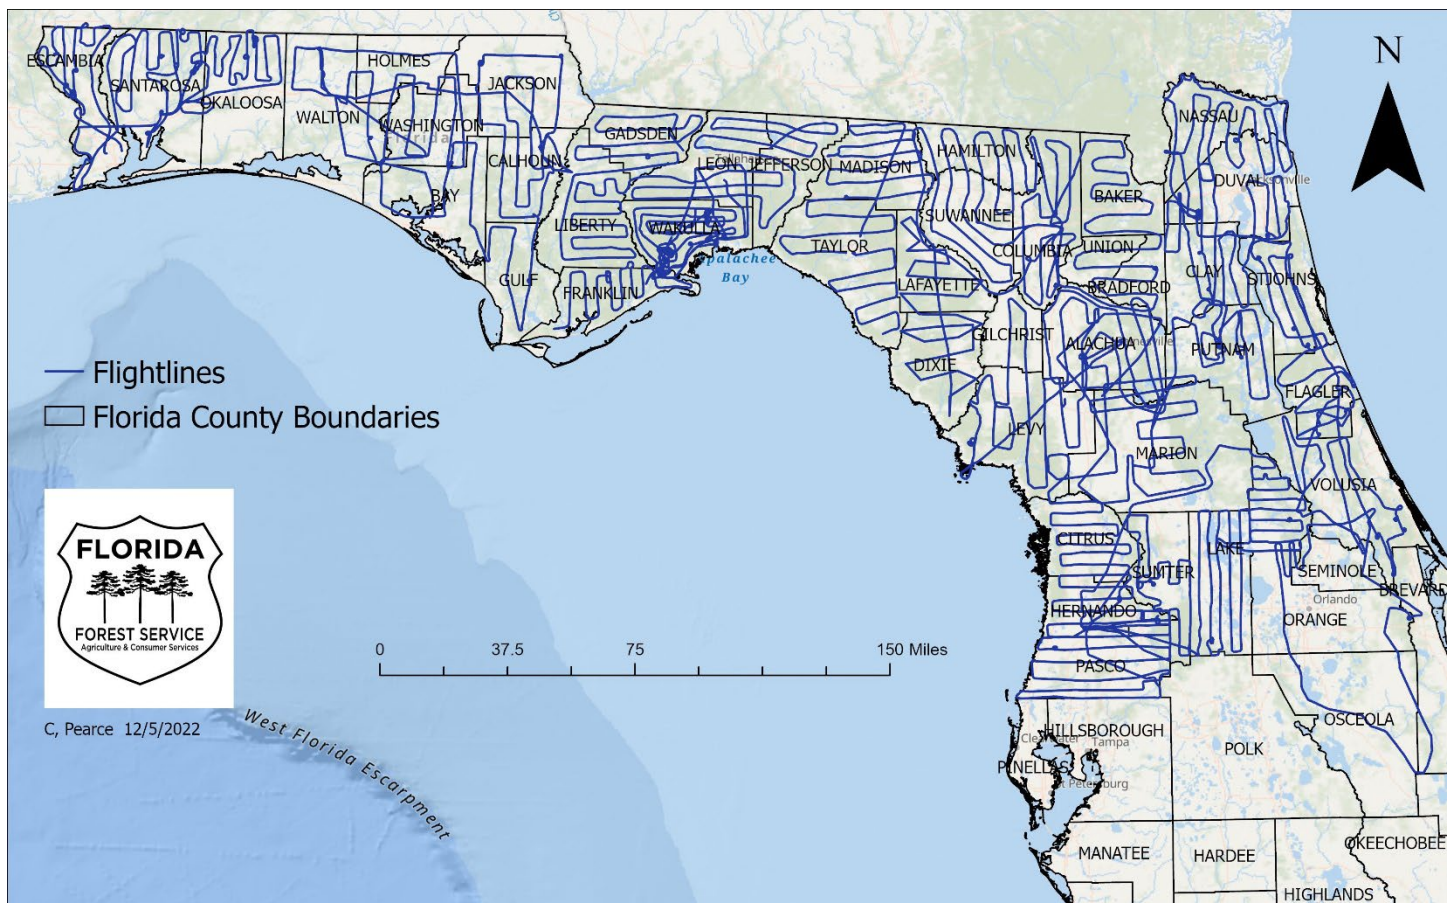 N
ESCAMBIA
SANTAROSA
OKALOOSA
WALTON
HOLMES
WASHINGTON
Florida
JACKSON
CALHOUN
BAY
GULF
GADSDEN
LIBERTY
FRANKLIN
LEON
WAKULLA
JEFFERSON
MADISON
TAYLOR
HAMILTON
SUWANNEE
LAFAYETTE
DIXIE
COLUMBIA
GILCHRIST
LEVY
BAKER
UNION
BRADFORD
ALACHUA
NASSAU
DUVAL
CLAY
STJOHNS
PUTNAM
FLAGLER
MARION
VOLUSIA
CITRUS
SUMTER
LAKE
SEMINOLE
Orlando
ORANGE
BREVARD
HERNANDO
PASCO
HILLSBOROUGH
Tampa
PINELLAS
POLK
OSCEOLA
MANATEE
HARDEE
OKEECHOBEE
HIGHLANDS
Bay
Flightlines
Florida County Boundaries
FLORIDA
FOREST SERVICE
Agriculture & Consumer Services
C, Pearce 12/5/2022
0 37.5 75 150 Miles
West Florida Escarpment